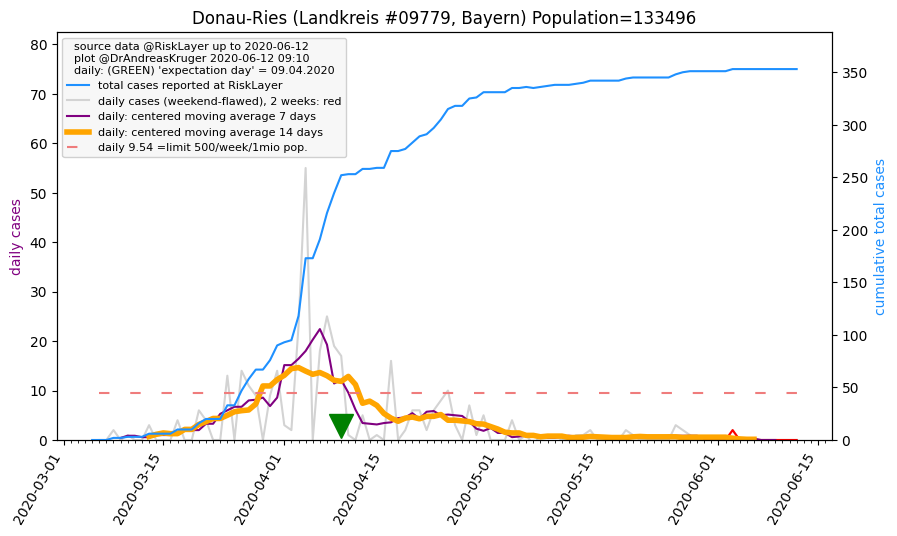 Donau-Ries (Landkreis #09779, Bayern) Population=133496
source data @RiskLayer up to 2020-06-12
plot @DrAndreasKruger 2020-06-12 09:10
daily: (GREEN) 'expectation day' = 09.04.2020
total cases reported at RiskLayer
daily cases (weekend-flawed), 2 weeks: red
daily: centered moving average 7 days
daily: centered moving average 14 days
daily 9.54 =limit 500/week/1mio pop.
daily cases
80
70
60
50
40
30
20
10
0
cumulative total cases
350
300
250
200
150
100
50
0
2020-03-01
2020-03-15
2020-04-01
2020-04-15
2020-05-01
2020-05-15
2020-06-01
2020-06-15